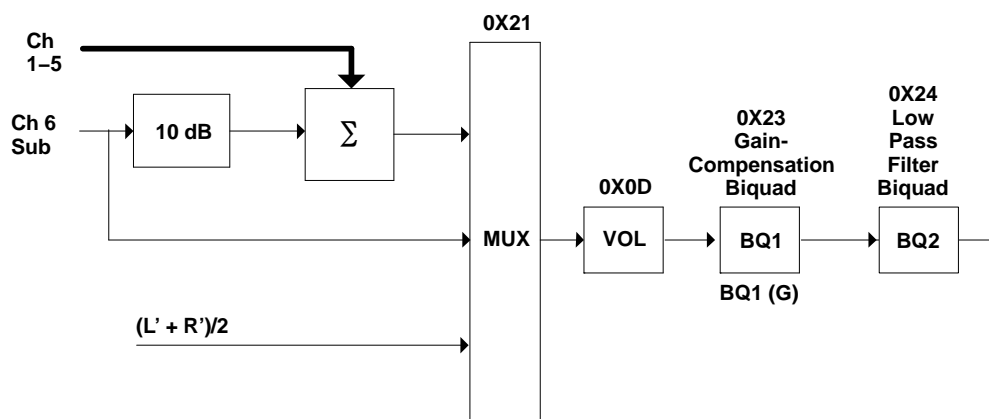 Ch
1–5
0X21
Ch 6
Sub
10 dB
Σ
MUX
0X0D
VOL
0X23
Gain-
Compensation
Biquad
BQ1
BQ1 (G)
0X24
Low
Pass
Filter
Biquad
BQ2
(L' + R')/2